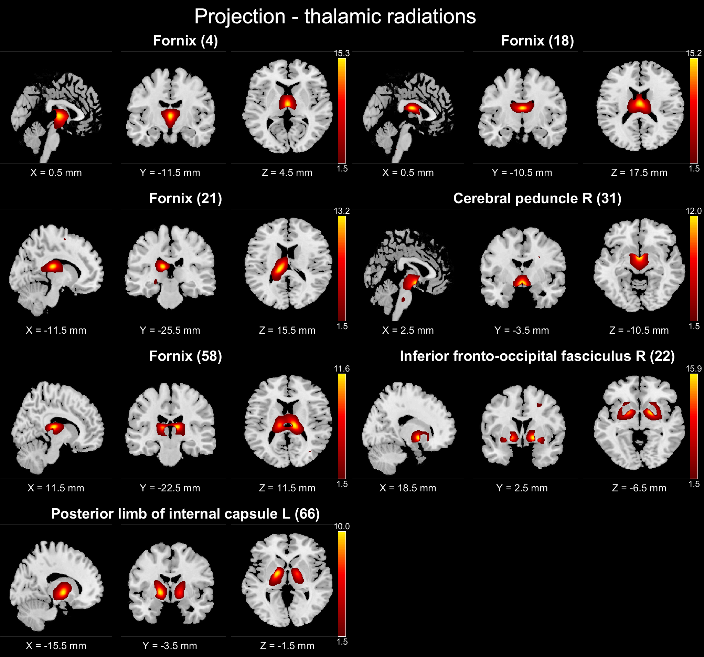 Projection - thalamic radiations
Fornix (4)
15.3
1.5
X = 0.5 mm
Y = -11.5 mm
Z = 4.5 mm
Fornix (18)
15.2
1.5
X = 0.5 mm
Y = -10.5 mm
Z = 17.5 mm
Fornix (21)
13.2
1.5
X = -11.5 mm
Y = -25.5 mm
Z = 15.5 mm
Cerebral peduncle R (31)
12.0
1.5
X = 2.5 mm
Y = -3.5 mm
Z = -10.5 mm
Fornix (58)
11.6
1.5
X = 11.5 mm
Y = -22.5 mm
Z = 11.5 mm
Inferior fronto-occipital fasciculus R (22)
15.9
1.5
X = 18.5 mm
Y = 2.5 mm
Z = -6.5 mm
Posterior limb of internal capsule L (66)
10.0
1.5
X = -15.5 mm
Y = -3.5 mm
Z = -1.5 mm